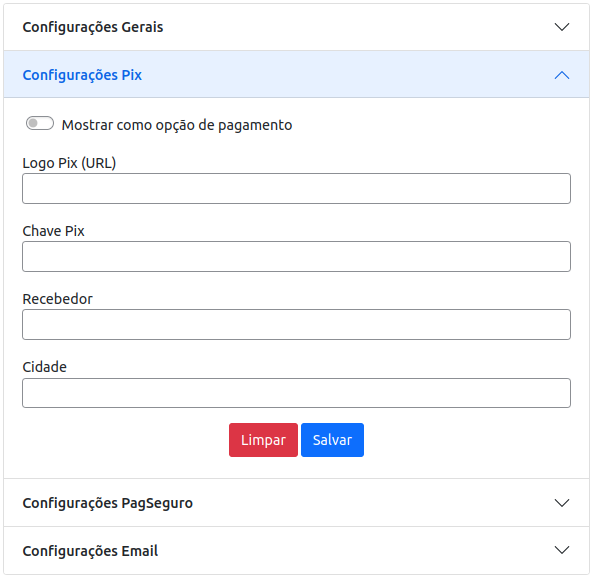 Configurações Gerais
Configurações Pix
Mostrar como opção de pagamento
Logo Pix (URL)
Chave Pix
Recebedor
Cidade
Limpar Salvar
Configurações PagSeguro
Configurações Email